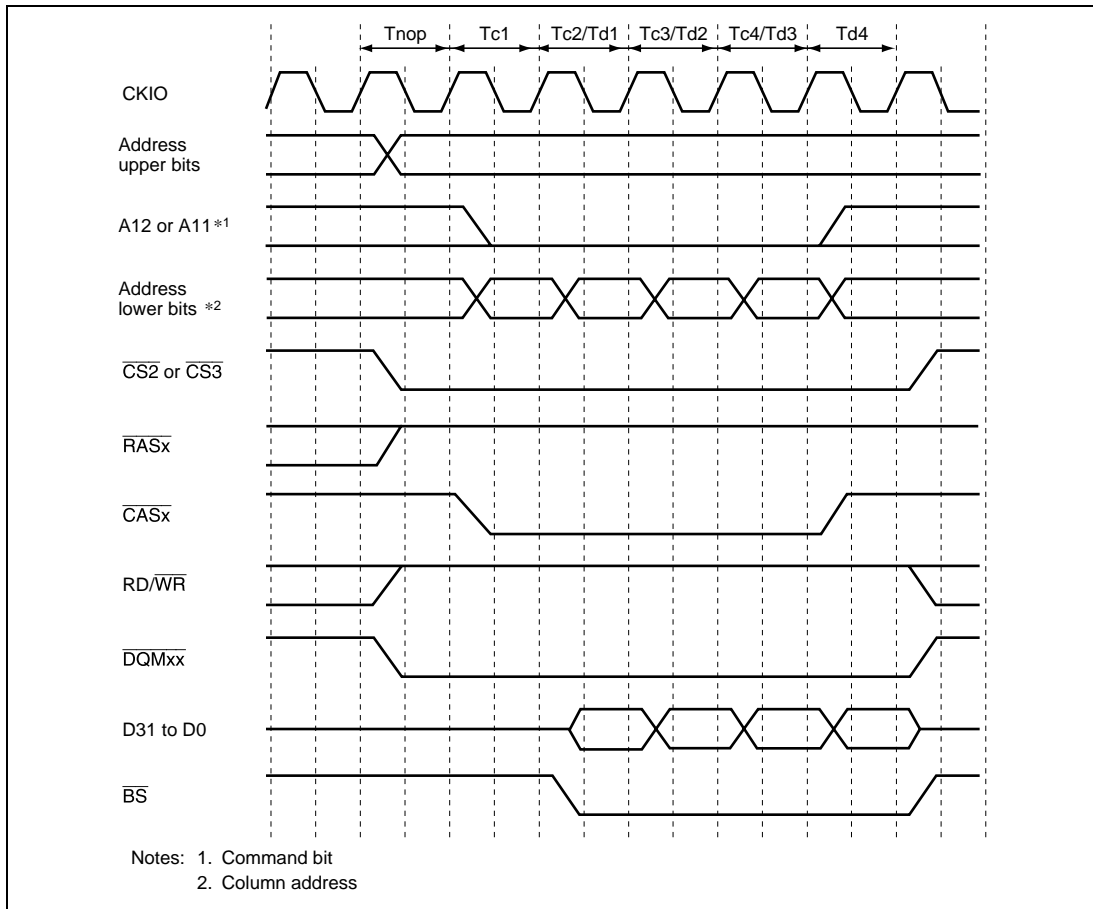 Tnop Tc1 Tc2/Td1 Tc3/Td2 Tc4/Td3 Td4
CKIO
Address
upper bits
A12 or A11*1
Address
lower bits *2
CS2 or CS3
RASx
CASx
RD/WR
DQMxx
D31 to D0
BS
Notes: 1. Command bit
2. Column address